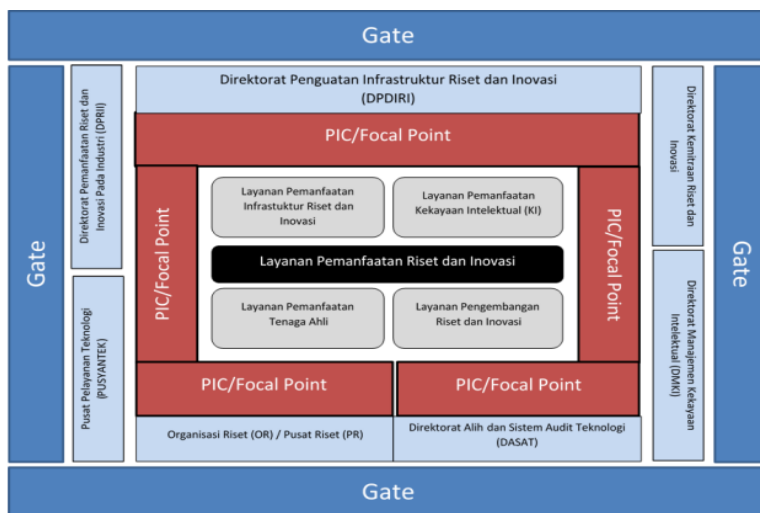 Gate
Direktorat Penguatan Infrastruktur Riset dan Inovasi
(DPDIRI)
PIC/Focal Point
Gate
Direktorat Pemanfaatan Riset dan
Inovasi Pada Industri (DPRII)
Pusat Pelayanan Teknologi
(PUSYANTEK)
PIC/Focal Point
Layanan Pemanfaatan
Infrastuktur Riset dan
Inovasi
Layanan Pemanfaatan
Kekayaan Intelektual (KI)
Layanan Pemanfaatan Riset dan Inovasi
Layanan Pemanfaatan
Tenaga Ahli
Layanan Pengembangan
Riset dan Inovasi
PIC/Focal Point
Direktorat Kemitraan Riset dan
Inovasi
Direktorat Manajemen Kekayaan
Intelektual (DMKI)
Gate
PIC/Focal Point
PIC/Focal Point
Organisasi Riset (OR) / Pusat Riset (PR)
Direktorat Alih dan Sistem Audit Teknologi
(DASAT)
Gate